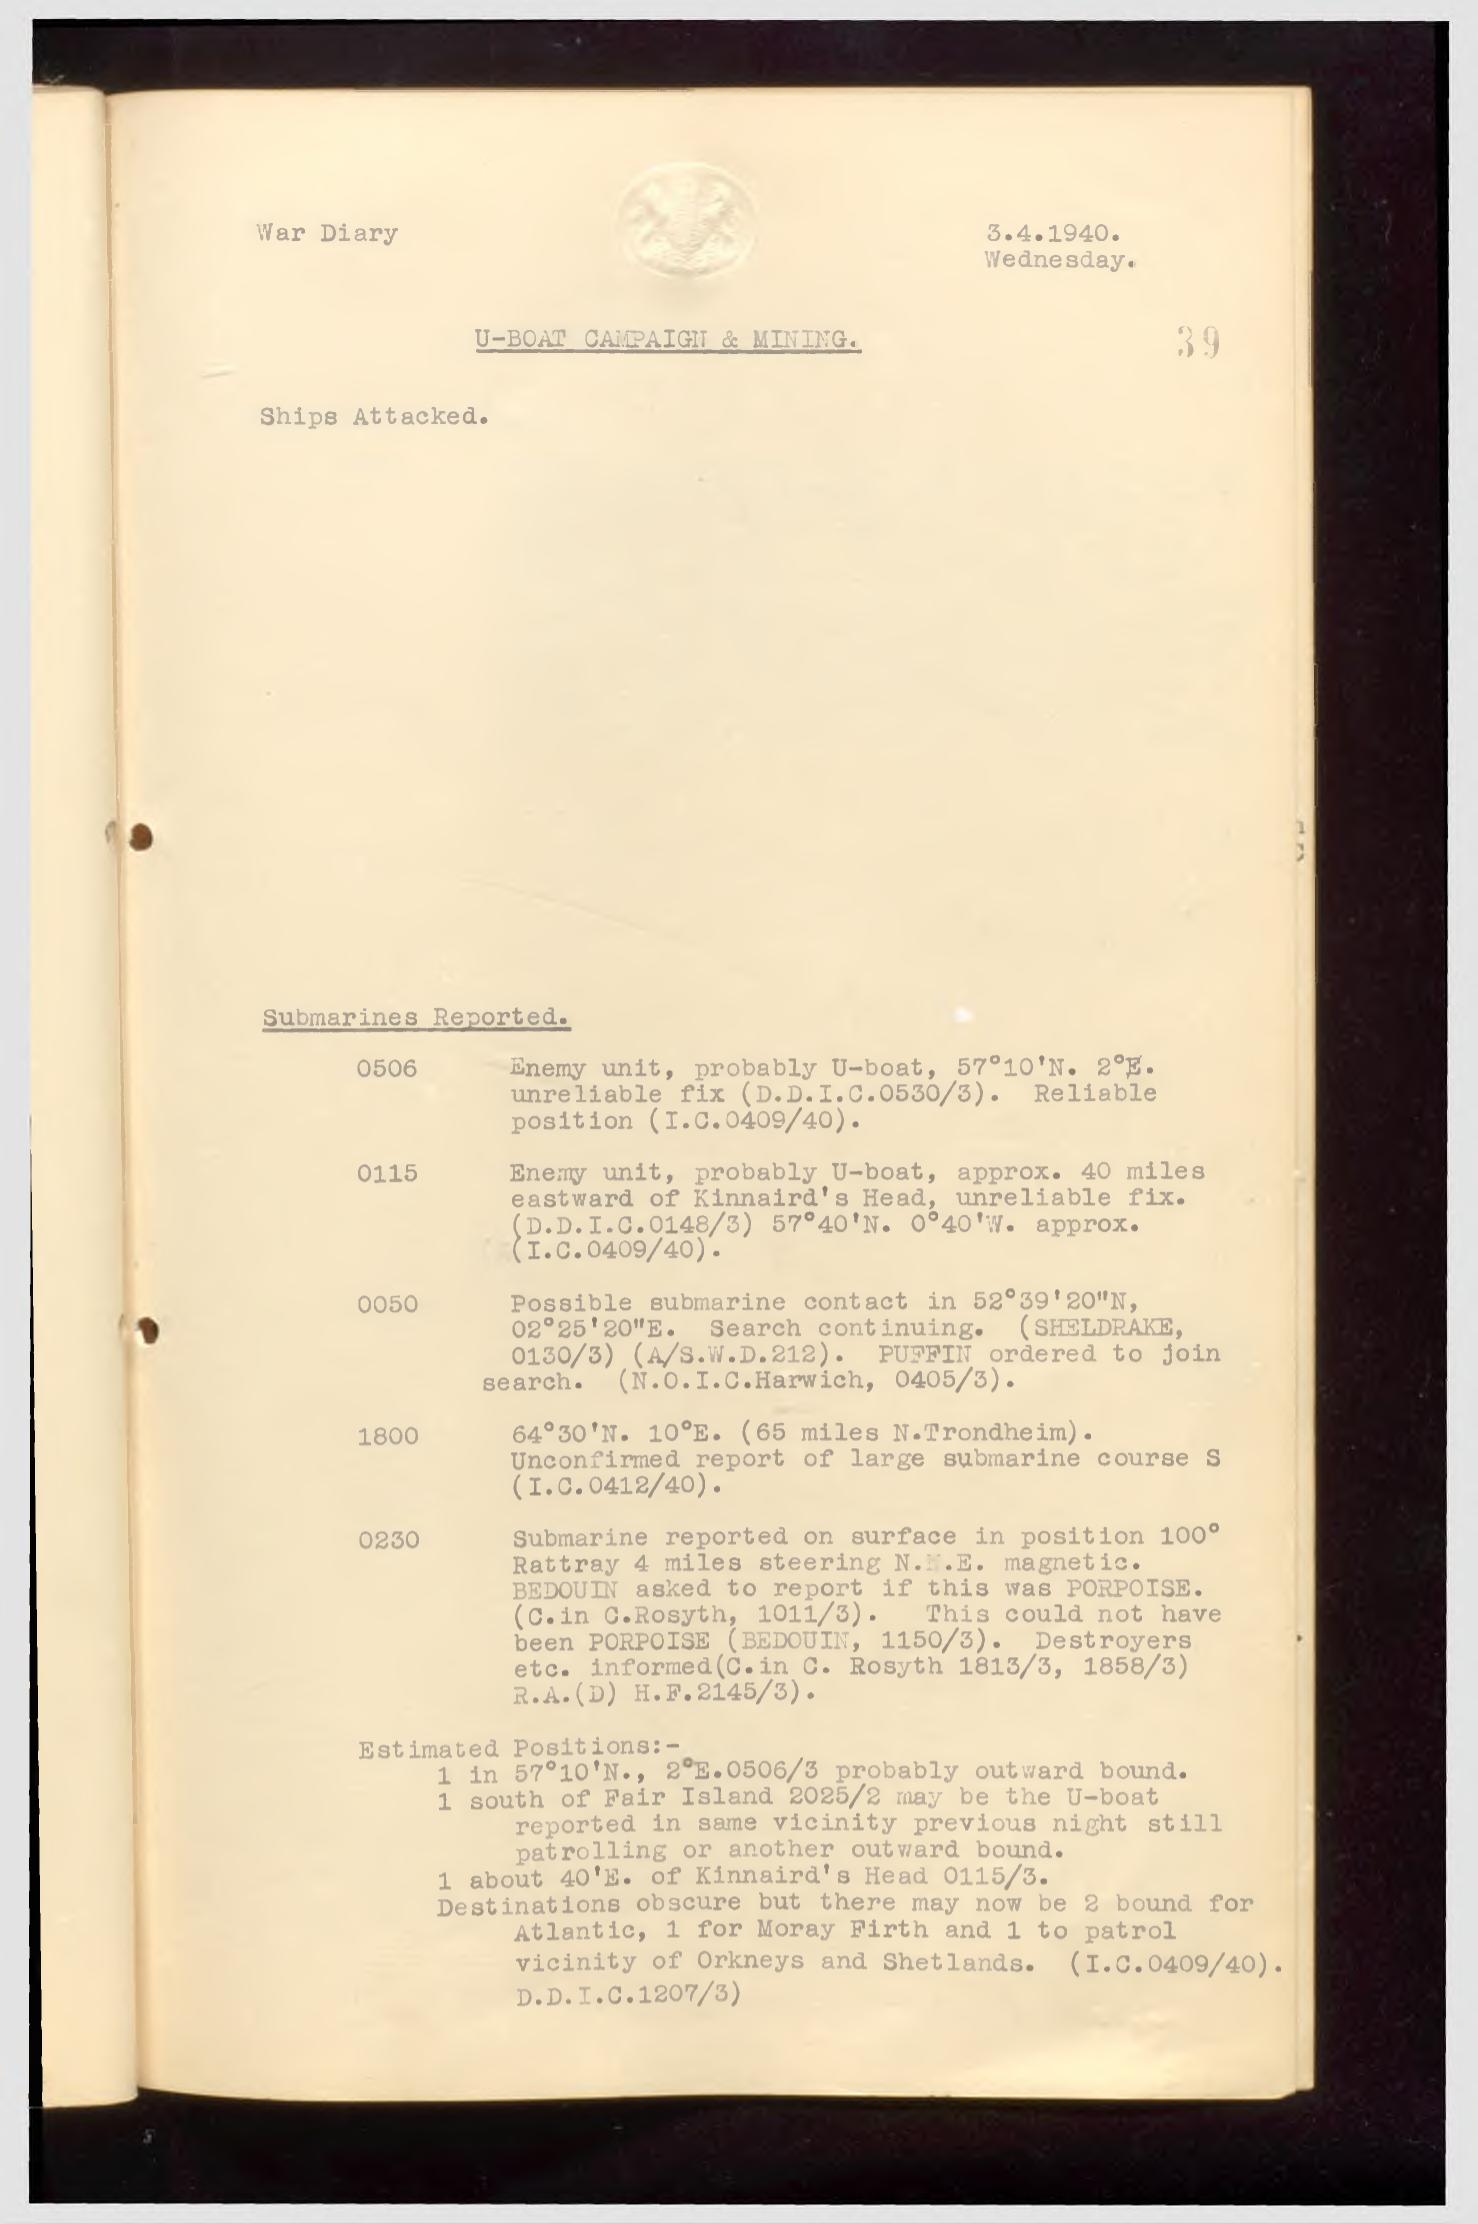 War Diary
3.4.1940.
Wednesday.
U-BOAT CAMPAIGN & MINING.
39
Ships Attacked.
Submarines Reported.
0506 Enemy unit, probably U-boat, 57°10'N. 2°E.
unreliable fix (D.D.I.C.0530/3). Reliable
position (I.C.0409/40).
0115 Enemy unit, probably U-boat, approx. 40 miles
eastward of Kinnaird's Head, unreliable fix.
(D.D.I.C.0148/3) 57°40'N. 0°40'W. approx.
(I.C.0409/40).
0050 Possible submarine contact in 52°39'20"N,
02°25'20"E. Search continuing. (SHELDRAKE,
0130/3) (A/S.W.D.212). PUFFIN ordered to join
search. (N.O.I.C.Harwich, 0405/3).
1800 64°30'N. 10°E. (65 miles N.Trondheim).
Unconfirmed report of large submarine course S
(I.C.0412/40).
0230 Submarine reported on surface in position 100°
Rattray 4 miles steering N.N.E. magnetic.
BEDOUIN asked to report if this was PORPOISE.
(C.in C.Rosyth, 1011/3). This could not have
been PORPOISE (BEDOUIN, 1150/3). Destroyers
etc. informed(C.in C. Rosyth 1813/3, 1858/3)
R.A.(D) H.F.2145/3).
Estimated Positions:-
1 in 57°10'N., 2°E.0506/3 probably outward bound.
1 south of Fair Island 2025/2 may be the U-boat
reported in same vicinity previous night still
patrolling or another outward bound.
1 about 40'E. of Kinnaird's Head 0115/3.
Destinations obscure but there may now be 2 bound for
Atlantic, 1 for Moray Firth and 1 to patrol
vicinity of Orkneys and Shetlands. (I.C.0409/40).
D.D.I.C.1207/3)